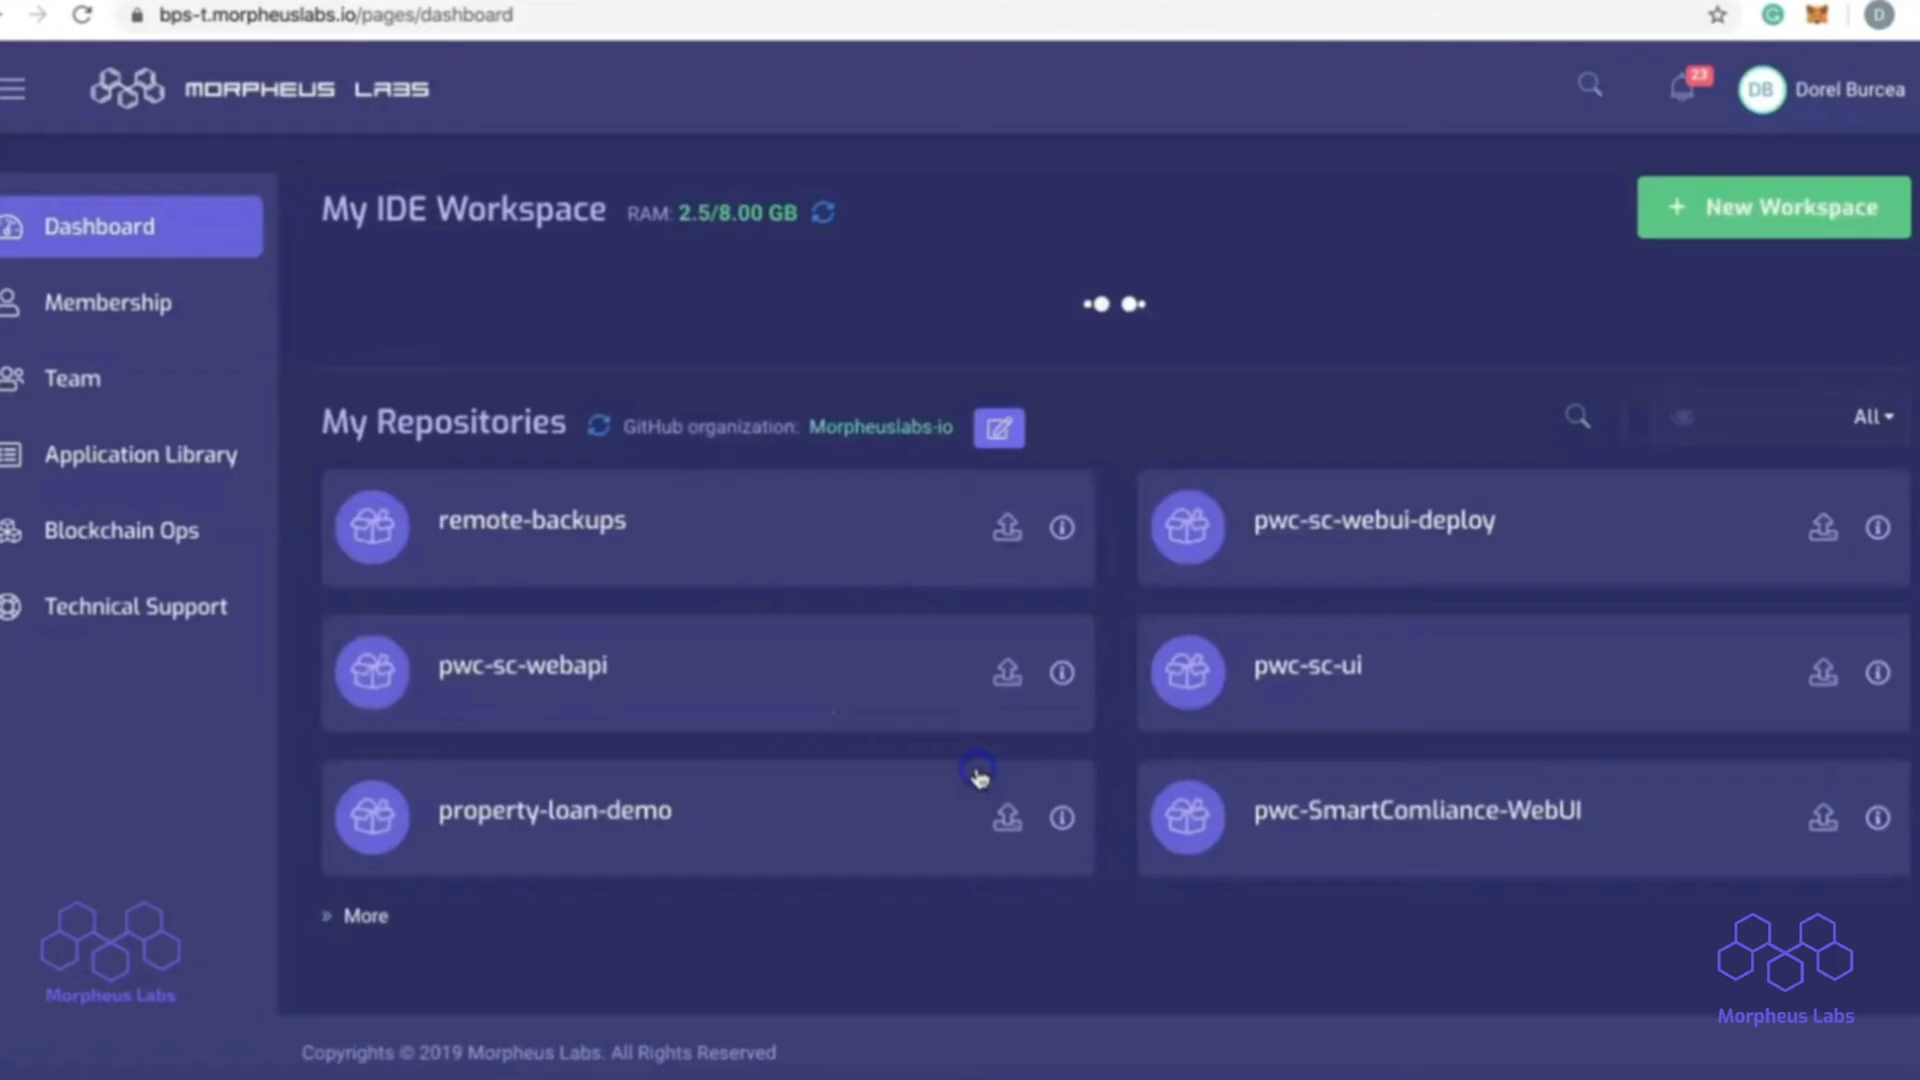 bps-t.morpheuslabs.io/pages/dashboard
D
MORPHEUS LABS
23
DB
Dorel Burcea
Dashboard
Membership
Team
Application Library
Blockchain Ops
Technical Support
My IDE Workspace
RAM: 2.5/8.00 GB
+ New Workspace
My Repositories
GitHub organization: Morpheuslabs-io
All
remote-backups
pwc-sc-webui-deploy
pwc-sc-webapi
pwc-sc-ui
property-loan-demo
pwc-SmartComliance-WebUI
» More
Morpheus Labs
Morpheus Labs
Copyrights © 2019 Morpheus Labs. All Rights Reserved